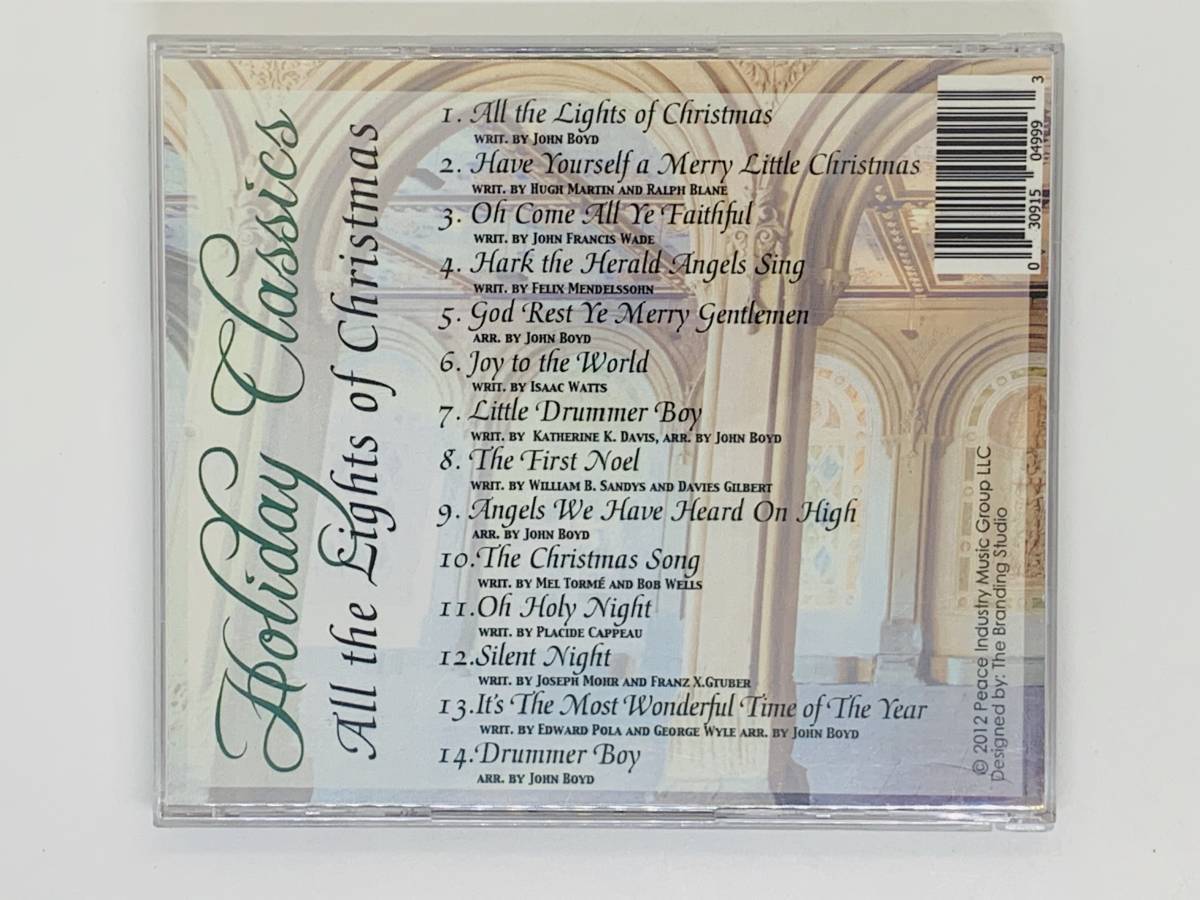 Holiday Classics
All the Lights of Christmas
1. All the Lights of Christmas
WRIT. BY JOHN BOYD
2. Have Yourself a Merry Little Christmas
WRIT. BY HUGH MARTIN AND RALPH BLANE
3. Oh Come All Ye Faithful
WRIT. BY JOHN FRANCIS WADE
4. Hark the Herald Angels Sing
WRIT. BY FELIX MENDELSSOHN
5. God Rest Ye Merry Gentlemen
ARR. BY JOHN BOYD
6. Joy to the World
WRIT. BY ISAAC WATTS
7. Little Drummer Boy
WRIT. BY KATHERINE K. DAVIS, ARR. BY JOHN BOYD
8. The First Noel
WRIT. BY WILLIAM B. SANDYS AND DAVIES GILBERT
9. Angels We Have Heard On High
ARR. BY JOHN BOYD
10. The Christmas Song
WRIT. BY MEL TORMÉ AND BOB WELLS
11. Oh Holy Night
WRIT. BY PLACIDE CAPPEAU
12. Silent Night
WRIT. BY JOSEPH MOHR AND FRANZ X.GTUBER
13. It's The Most Wonderful Time of The Year
WRIT. BY EDWARD POLA AND GEORGE WYLE ARR. BY JOHN BOYD
14. Drummer Boy
ARR. BY JOHN BOYD
0 30915 04999 3
© 2012 Peace Industry Music Group LLC
Designed by: The Branding Studio